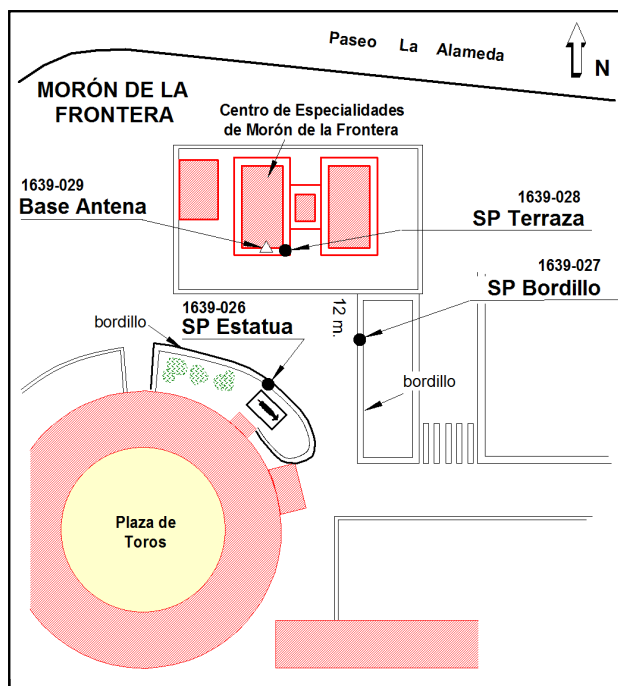 Paseo La Alameda
N
MORÓN DE LA
FRONTERA
Centro de Especialidades
de Morón de la Frontera
1639-029
Base Antena
1639-028
SP Terraza
1639-027
SP Bordillo
1639-026
SP Estatua
12 m.
bordillo
bordillo
Plaza de
Toros